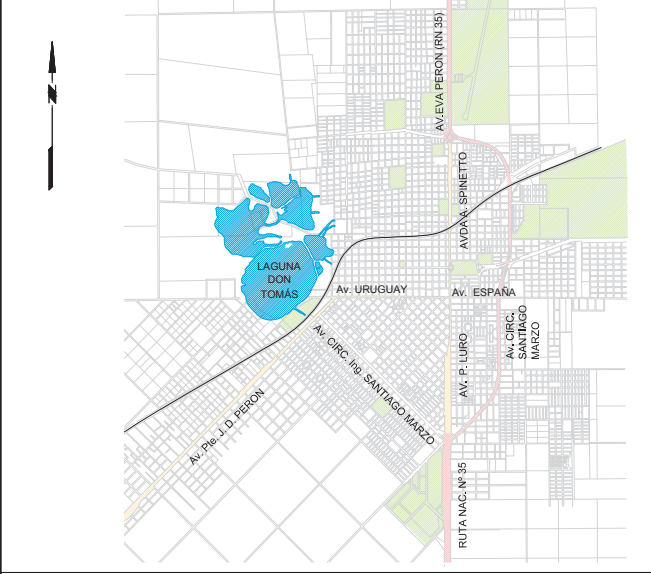 N
AV.EVA PERON (RN 35)
AVDA A. SPINETTO
LAGUNA
DON
TOMÁS
Av. URUGUAY
Av. ESPAÑA
Av. CIRC. Ing. SANTIAGO MARZO
AV. P. LURO
Av. CIRC.
SANTIAGO
MARZO
Av. Pte. J. D. PERON
RUTA NAC. Nº 35